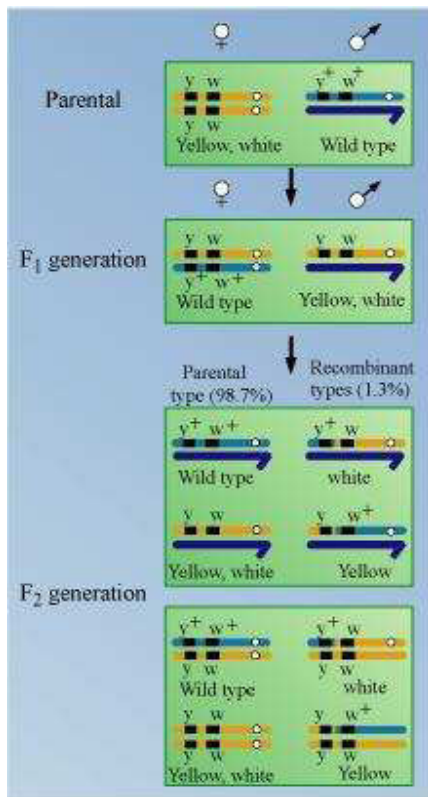 ♀ ♂
y w y+ w+
Parental
y w
Yellow, white Wild type
♀ ♂
y w y w
F1 generation
y+ w+
Wild type Yellow, white
Parental type (98.7%) Recombinant types (1.3%)
y+ w+ y+ w
Wild type white
y w y w+
Yellow, white Yellow
F2 generation
y+ w+ y+ w
y w y w
Wild type white
y w y w+
y w y w
Yellow, white Yellow